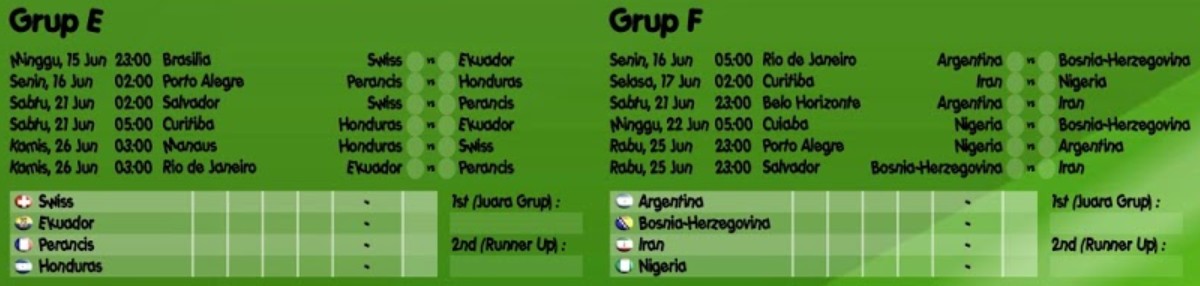 Grup E
Minggu, 15 Jun 23:00 Brasilia Swiss vs Ekuador
Senin, 16 Jun 02:00 Porto Alegre Perancis vs Honduras
Sabtu, 21 Jun 02:00 Salvador Swiss vs Perancis
Sabtu, 21 Jun 05:00 Curitiba Honduras vs Ekuador
Kamis, 26 Jun 03:00 Manaus Honduras vs Swiss
Kamis, 26 Jun 03:00 Rio de Janeiro Ekuador vs Perancis
Swiss -
Ekuador -
Perancis -
Honduras -
1st (Juara Grup) :
2nd (Runner Up) :
Grup F
Senin, 16 Jun 05:00 Rio de Janeiro Argentina vs Bosnia-Herzegovina
Selasa, 17 Jun 02:00 Curitiba Iran vs Nigeria
Sabtu, 21 Jun 23:00 Belo Horizonte Argentina vs Iran
Minggu, 22 Jun 05:00 Cuiaba Nigeria vs Bosnia-Herzegovina
Rabu, 25 Jun 23:00 Porto Alegre Nigeria vs Argentina
Rabu, 25 Jun 23:00 Salvador Bosnia-Herzegovina vs Iran
Argentina -
Bosnia-Herzegovina -
Iran -
Nigeria -
1st (Juara Grup) :
2nd (Runner Up) :